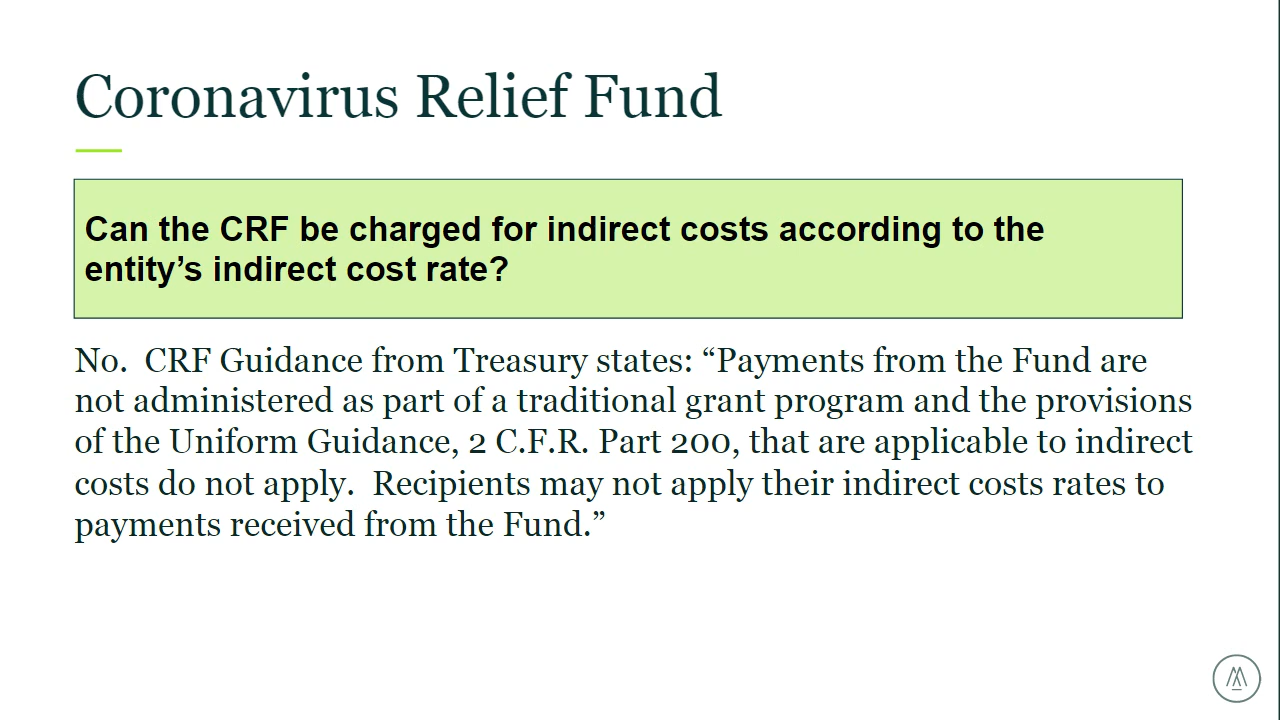 Coronavirus Relief Fund
Can the CRF be charged for indirect costs according to the
entity’s indirect cost rate?
No.  CRF Guidance from Treasury states: “Payments from the Fund are
not administered as part of a traditional grant program and the provisions
of the Uniform Guidance, 2 C.F.R. Part 200, that are applicable to indirect
costs do not apply.  Recipients may not apply their indirect costs rates to
payments received from the Fund.”